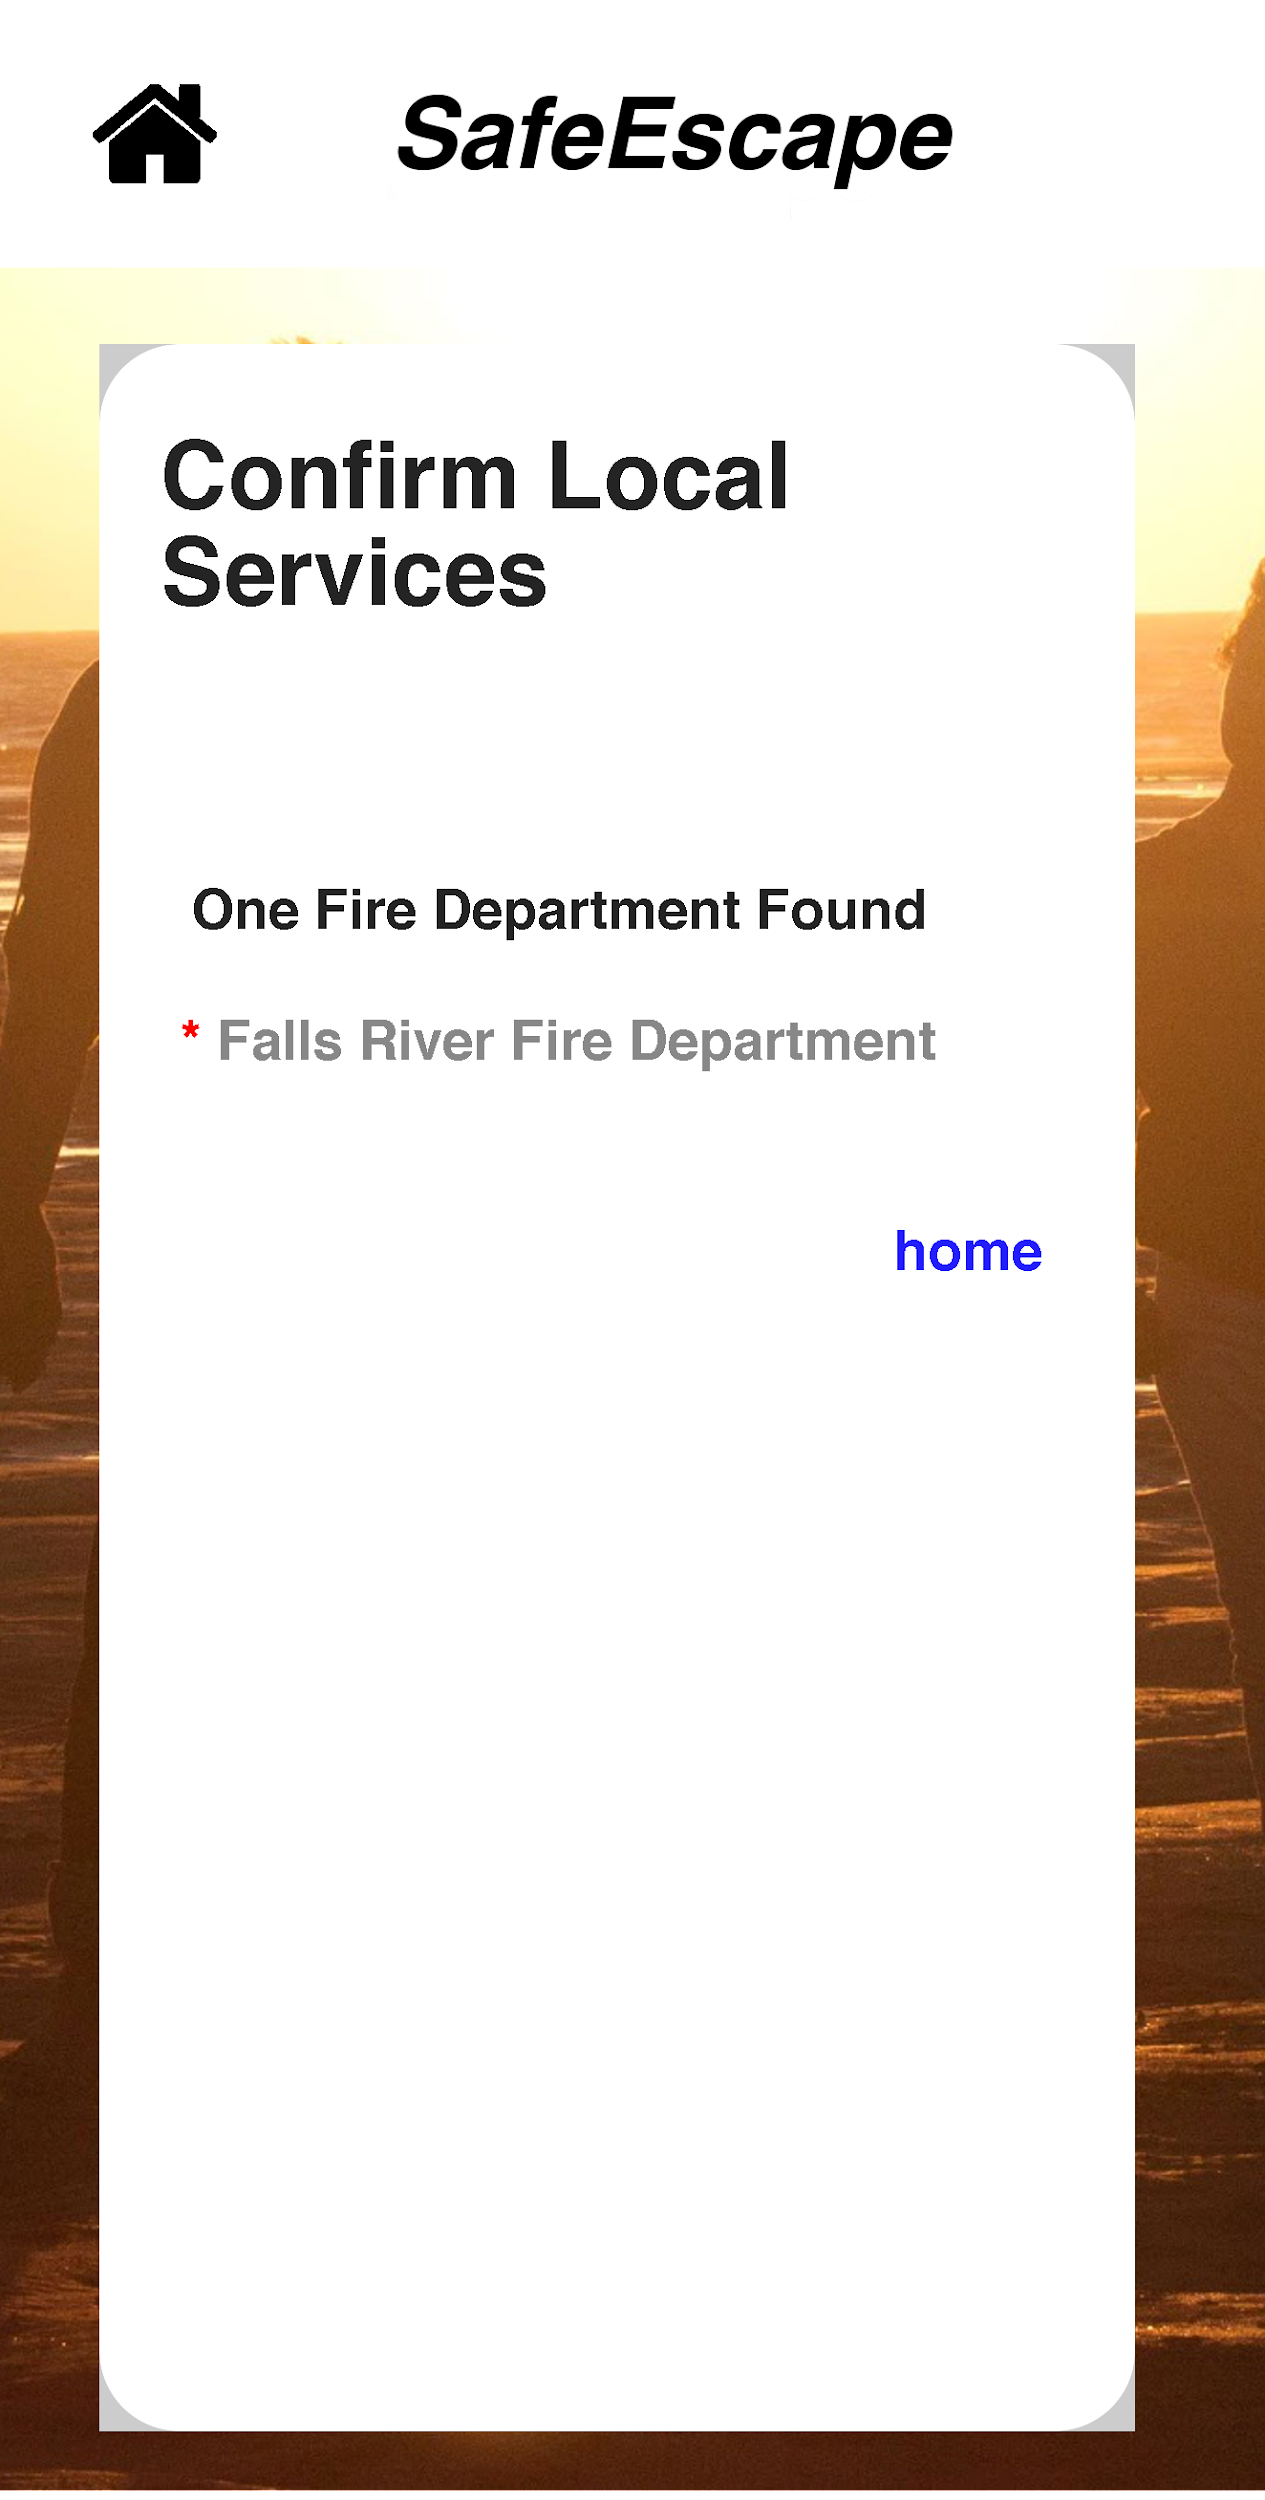 SafeEscape
Confirm Local
Services
One Fire Department Found
* Falls River Fire Department
home